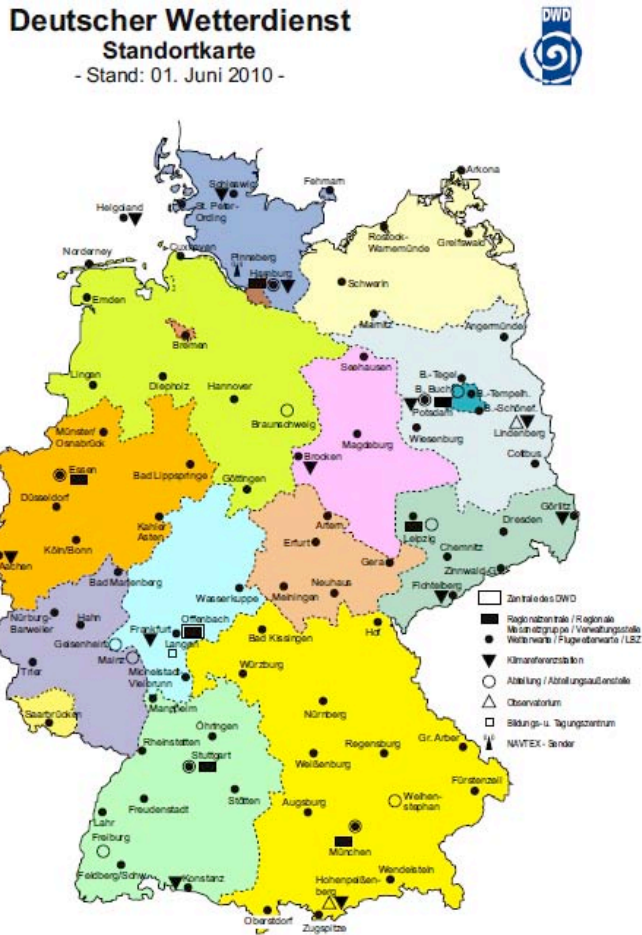 Deutscher Wetterdienst
Standortkarte
- Stand: 01. Juni 2010 -
DWD
Arkona
Schleswig
Fehmarn
Helgoland
St. Peter-
Ording
Rostock-
Warnemünde
Greifswald
Norderney
Cuxhaven
Pinneberg
Hamburg
Schwerin
Emden
Marnitz
Angermünde
Bremen
Seehausen
Lingen
Diepholz
Hannover
B.-Tegel
B. Buch
B.-Tempelh.
Potsdam
B.-Schönef.
Braunschweig
Münster/
Osnabrück
Magdeburg
Wiesenburg
Lindenberg
Essen
Bad Lippspringe
Brocken
Cottbus
Göttingen
Düsseldorf
Görlitz
Kahler
Asten
Artern
Leipzig
Dresden
Köln/Bonn
Erfurt
Chemnitz
Aachen
Gera
Zinnwald-G.
Bad Marienberg
Wasserkuppe
Meiningen
Neuhaus
Fichtelberg
Zentrale des DWD
Nürburg-
Barweiler
Hahn
Frankfurt
Offenbach
Bad Kissingen
Hof
Regionalzentrale / Regionale
Messnetzgruppe / Verwaltungsstelle
Geisenheim
Langen
Wetterwarte / Flugwetterwarte / LBZ
Mainz
Klimareferenzstation
Trier
Michelstadt
Vielbrunn
Würzburg
Abteilung / Abteilungsaußenstelle
Mannheim
Observatorium
Saarbrücken
Nürnberg
Bildungs- u. Tagungszentrum
Öhringen
Rheinstetten
Gr. Arber
NAVTEX - Sender
Stuttgart
Weißenburg
Regensburg
Fürstenzell
Stötten
Freudenstadt
Augsburg
Weihen-
stephan
Lahr
Freiburg
München
Feldberg/Schw.
Konstanz
Hohenpeißen-
berg
Wendelstein
Oberstdorf
Zugspitze